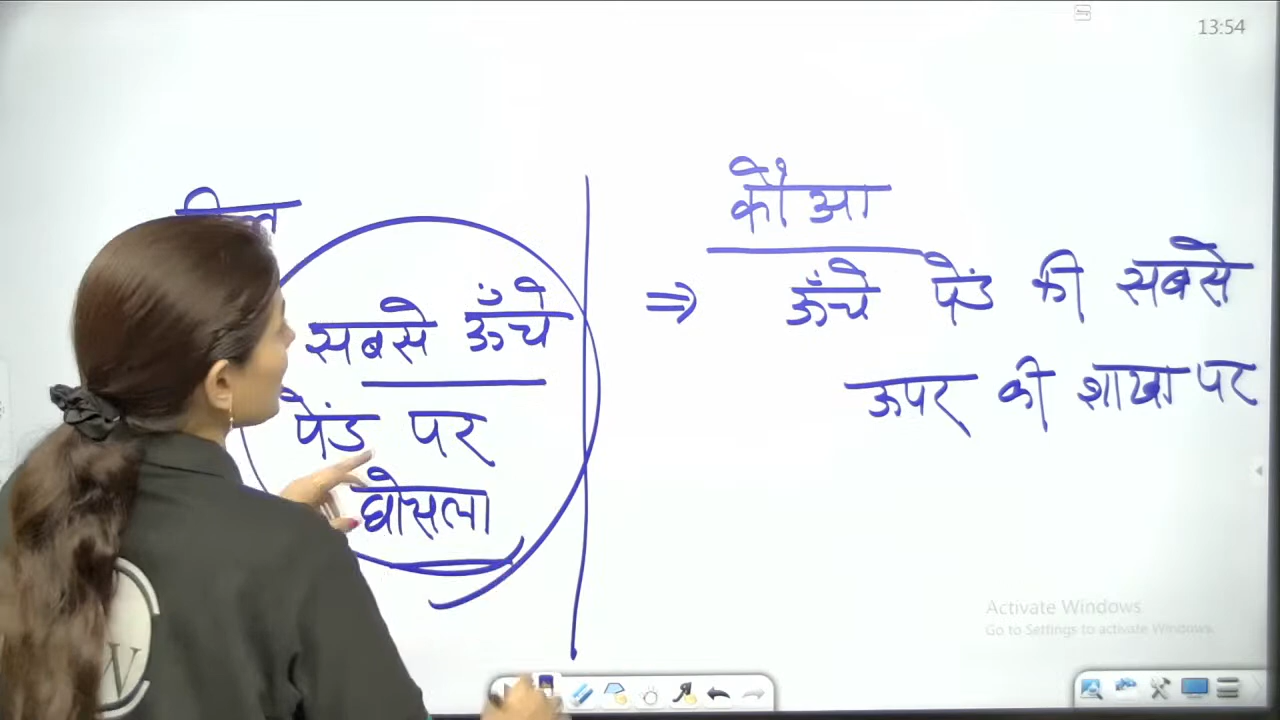 13:54
सबसे ऊँचे
पेंड पर
घोसला
कौआ
⇒ ऊँचे पेंड की सबसे
ऊपर की शाखा पर
Activate Windows
Go to Settings to activate Windows.
W